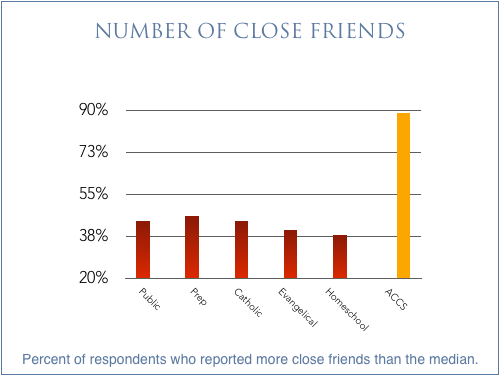 NUMBER OF CLOSE FRIENDS
90%
73%
55%
38%
20%
Public
Prep
Catholic
Evangelical
Homeschool
ACCS
Percent of respondents who reported more close friends than the median.